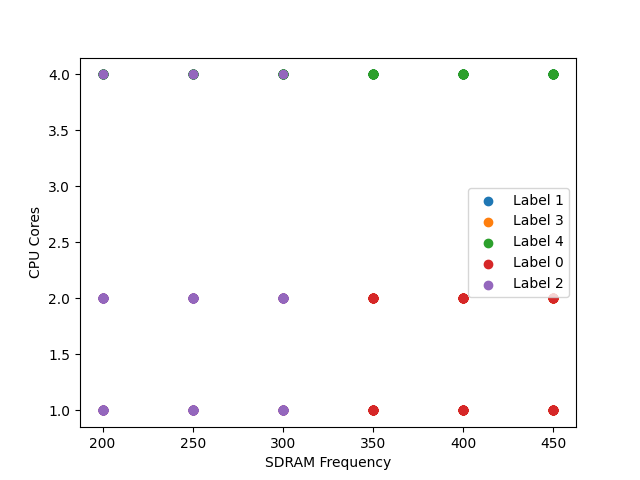 4.0
3.5
3.0
2.5
2.0
1.5
1.0
CPU Cores
Label 1
Label 3
Label 4
Label 0
Label 2
200 250 300 350 400 450
SDRAM Frequency